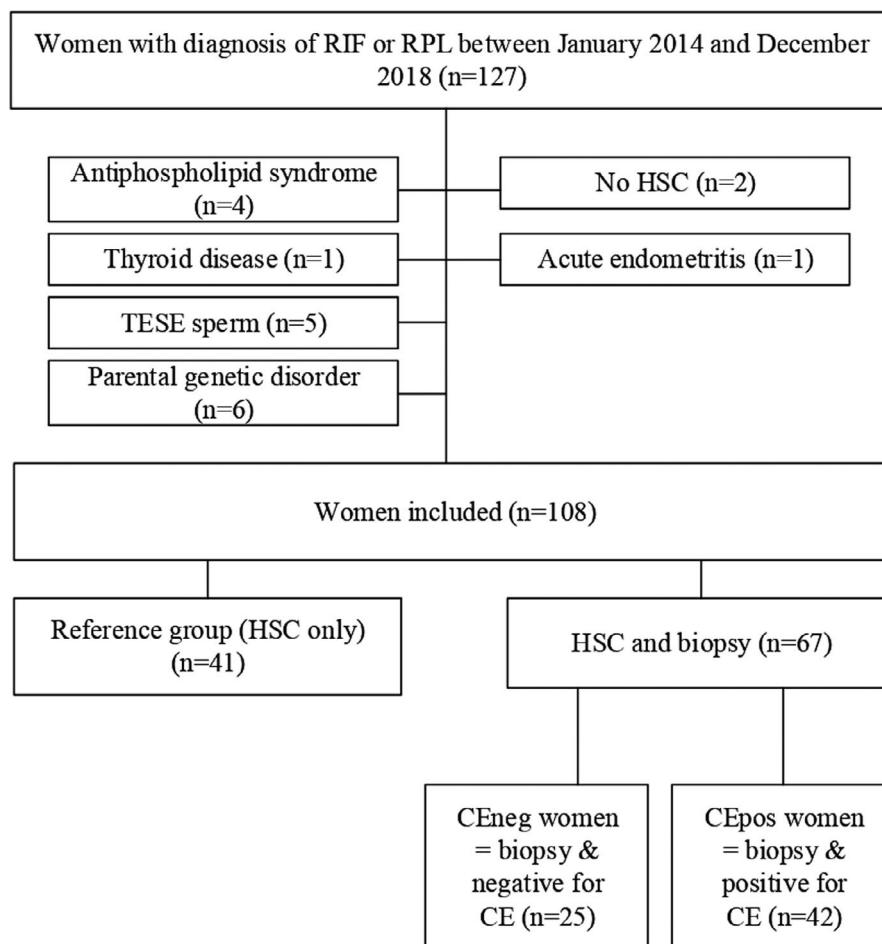 Women with diagnosis of RIF or RPL between January 2014 and December
2018 (n=127)
Antiphospholipid syndrome
(n=4)
No HSC (n=2)
Thyroid disease (n=1)
Acute endometritis (n=1)
TESE sperm (n=5)
Parental genetic disorder
(n=6)
Women included (n=108)
Reference group (HSC only)
(n=41)
HSC and biopsy (n=67)
CEneg women
= biopsy &
negative for
CE (n=25)
CEpos women
= biopsy &
positive for
CE (n=42)